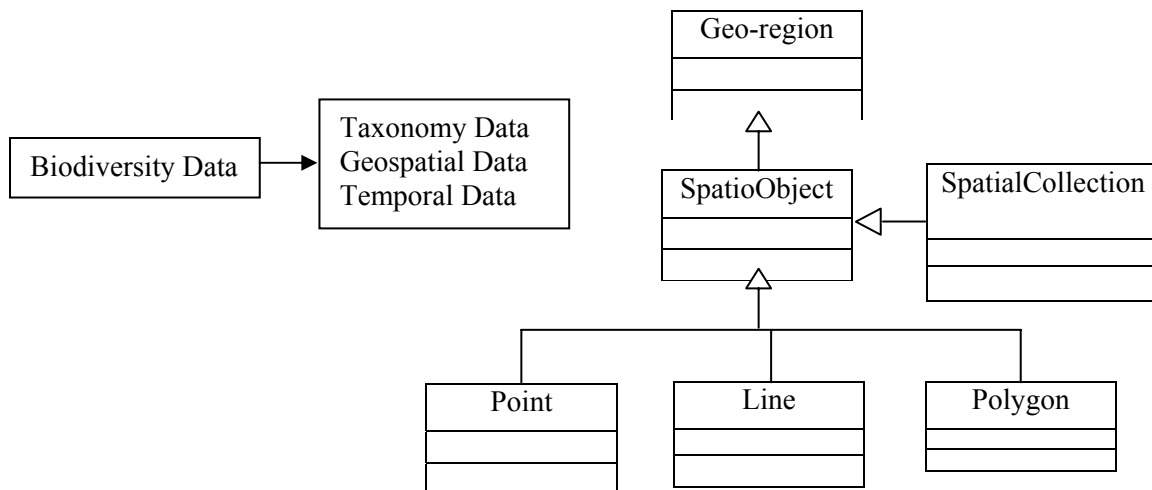 Geo-region
Biodiversity Data
Taxonomy Data
Geospatial Data
Temporal Data
SpatioObject
SpatialCollection
Point
Line
Polygon